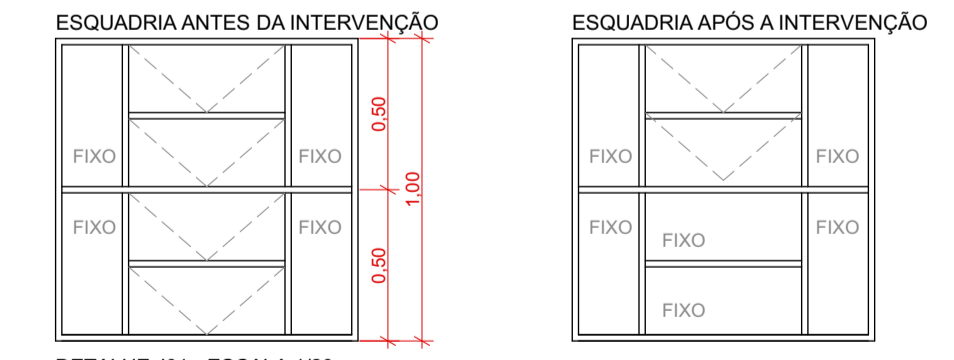 ESQUADRIA ANTES DA INTERVENÇÃO
ESQUADRIA APÓS A INTERVENÇÃO
0,50
1,00
0,50
FIXO
FIXO
FIXO
FIXO
FIXO
FIXO
FIXO
FIXO
FIXO
FIXO